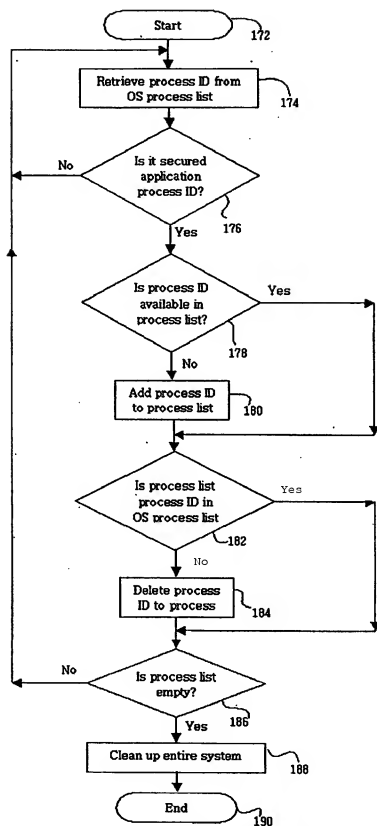 Start
172
Retrieve process ID from
OS process list
174
Is it secured
application
process ID?
No
176
Yes
Is process ID
available in
process list?
Yes
178
No
Add process ID
to process list
180
Is process list
process ID in
OS process list
Yes
182
No
Delete process
ID to process
184
Is process list
empty?
No
186
Yes
Clean up entire system
188
End
190